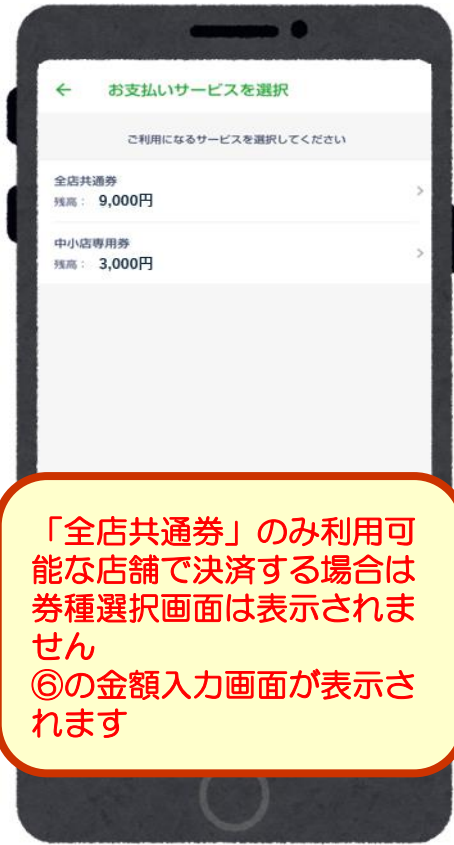 ← お支払いサービスを選択
ご利用になるサービスを選択してください
全店共通券
残高： 9,000円
中小店専用券
残高： 3,000円
「全店共通券」のみ利用可
能な店舗で決済する場合は
券種選択画面は表示されま
せん
⑥の金額入力画面が表示さ
れます